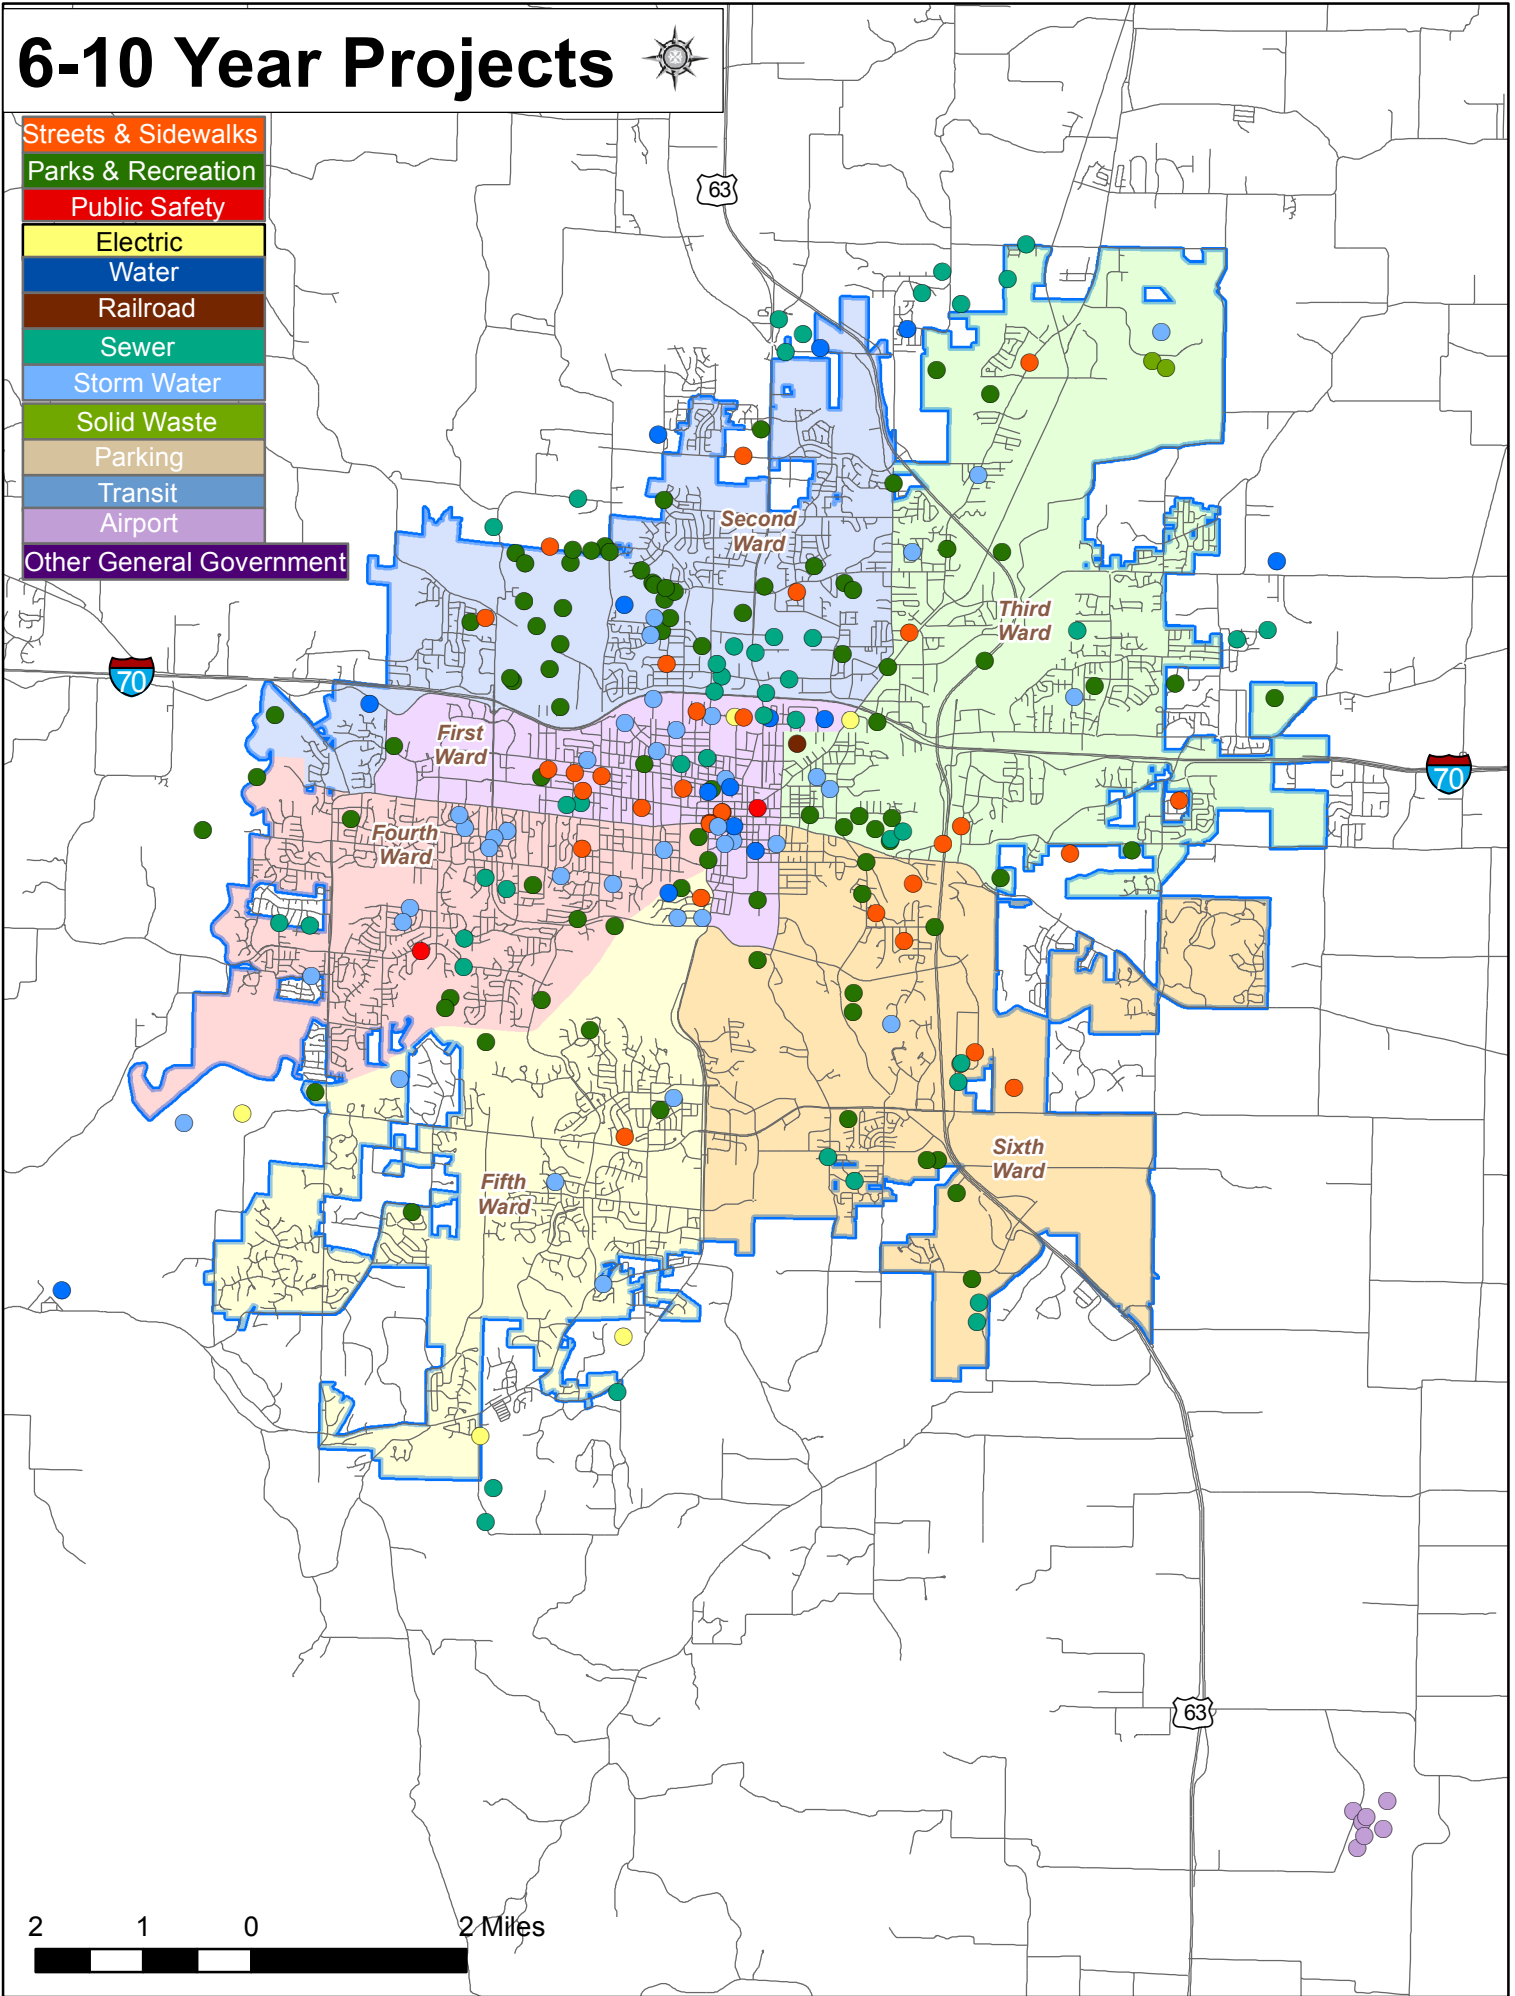 6-10 Year Projects
Streets & Sidewalks
Parks & Recreation
Public Safety
Electric
Water
Railroad
Sewer
Storm Water
Solid Waste
Parking
Transit
Airport
Other General Government
63
Second
Ward
Third
Ward
70
First
Ward
70
Fourth
Ward
Sixth
Ward
Fifth
Ward
63
2 1 0 2 Miles